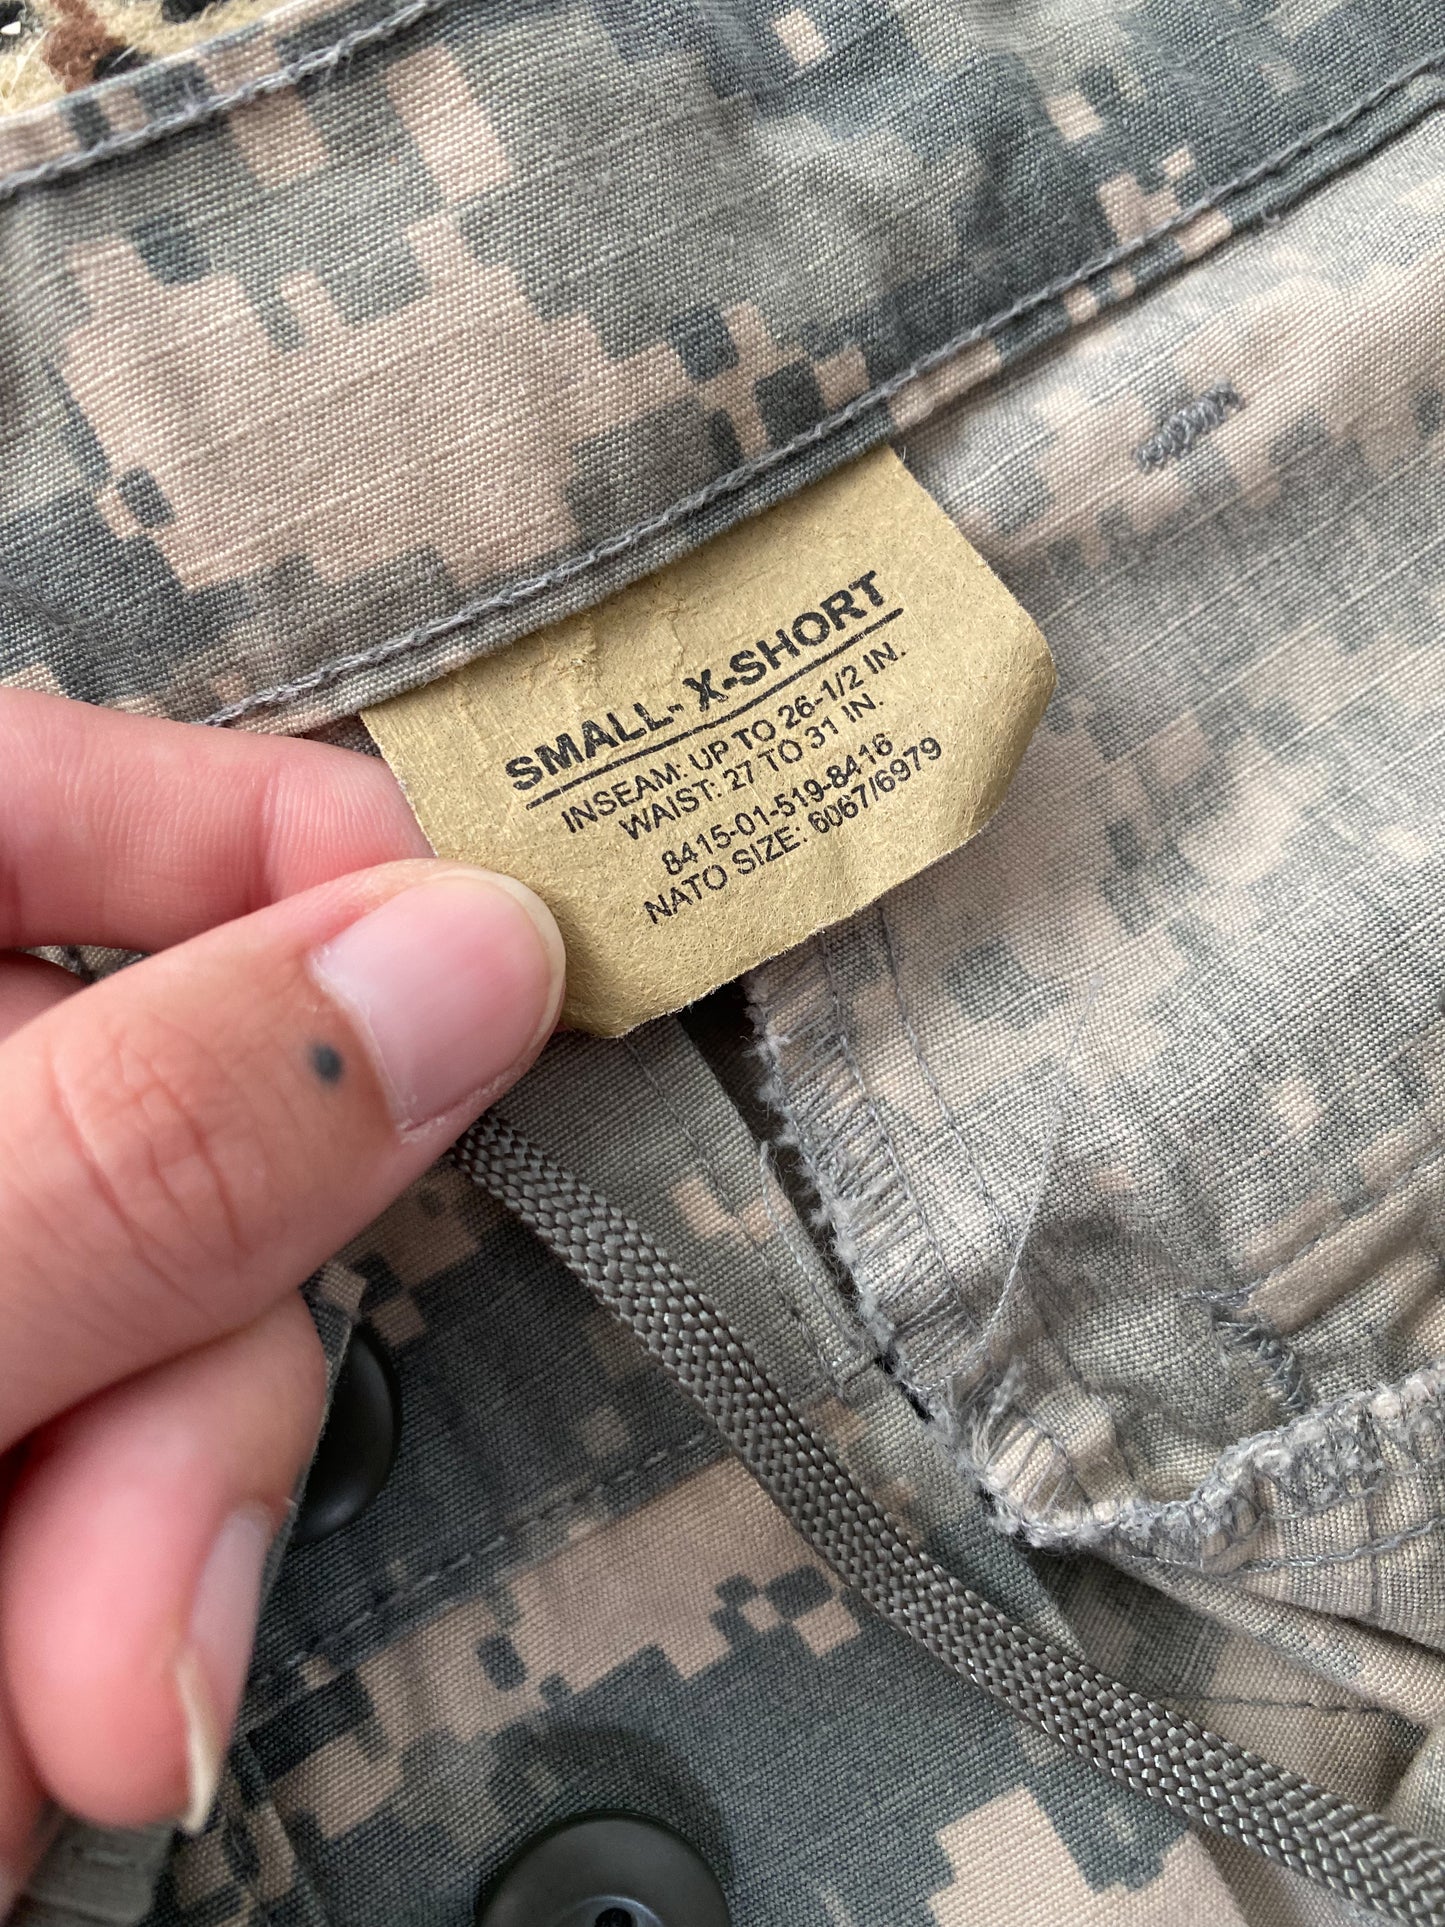 SMALL- X-SHORT
INSEAM: UP TO 26-1/2 IN.
WAIST: 27 TO 31 IN.
8415-01-519-8416
NATO SIZE: 6067/6979